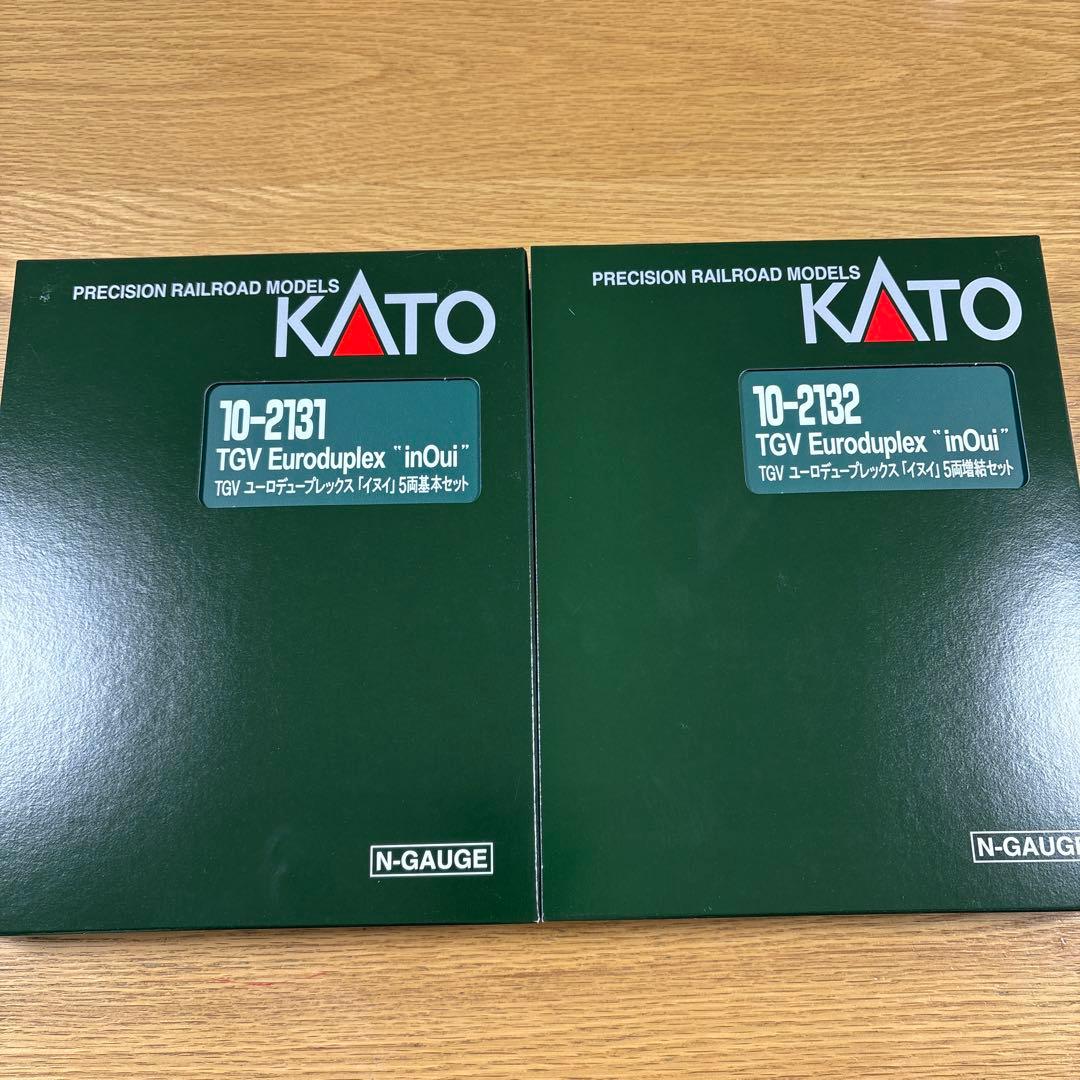 PRECISION RAILROAD MODELS
KATO
10-2131
TGV Euroduplex “inOui”
TGV ユーロデュープレックス「イヌイ」5両基本セット
N-GAUGE
PRECISION RAILROAD MODELS
KATO
10-2132
TGV Euroduplex “inOui”
TGV ユーロデュープレックス「イヌイ」5両増結セット
N-GAUGE